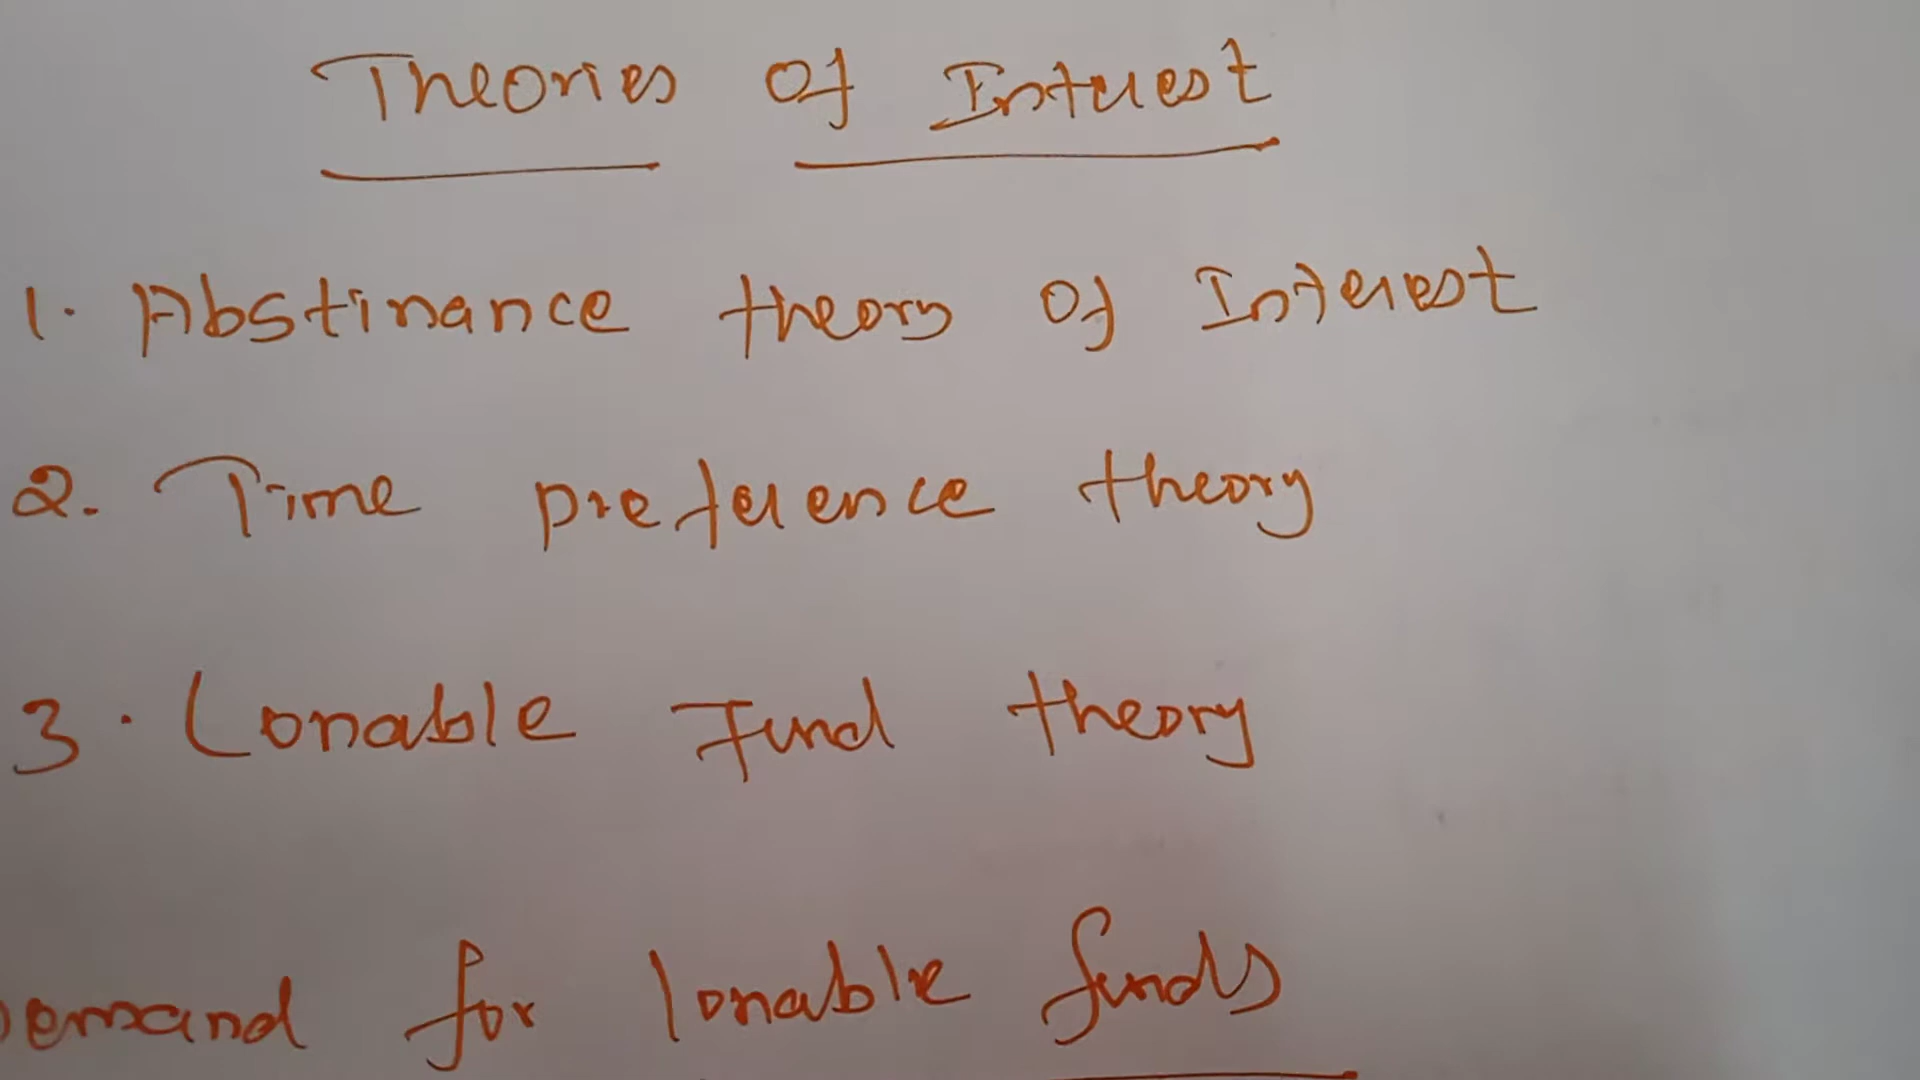 Theories Of Interest
1. Abstinance theory Of Interest
2. Time preference theory
3. Lonable Fund theory
Demand for lonable funds